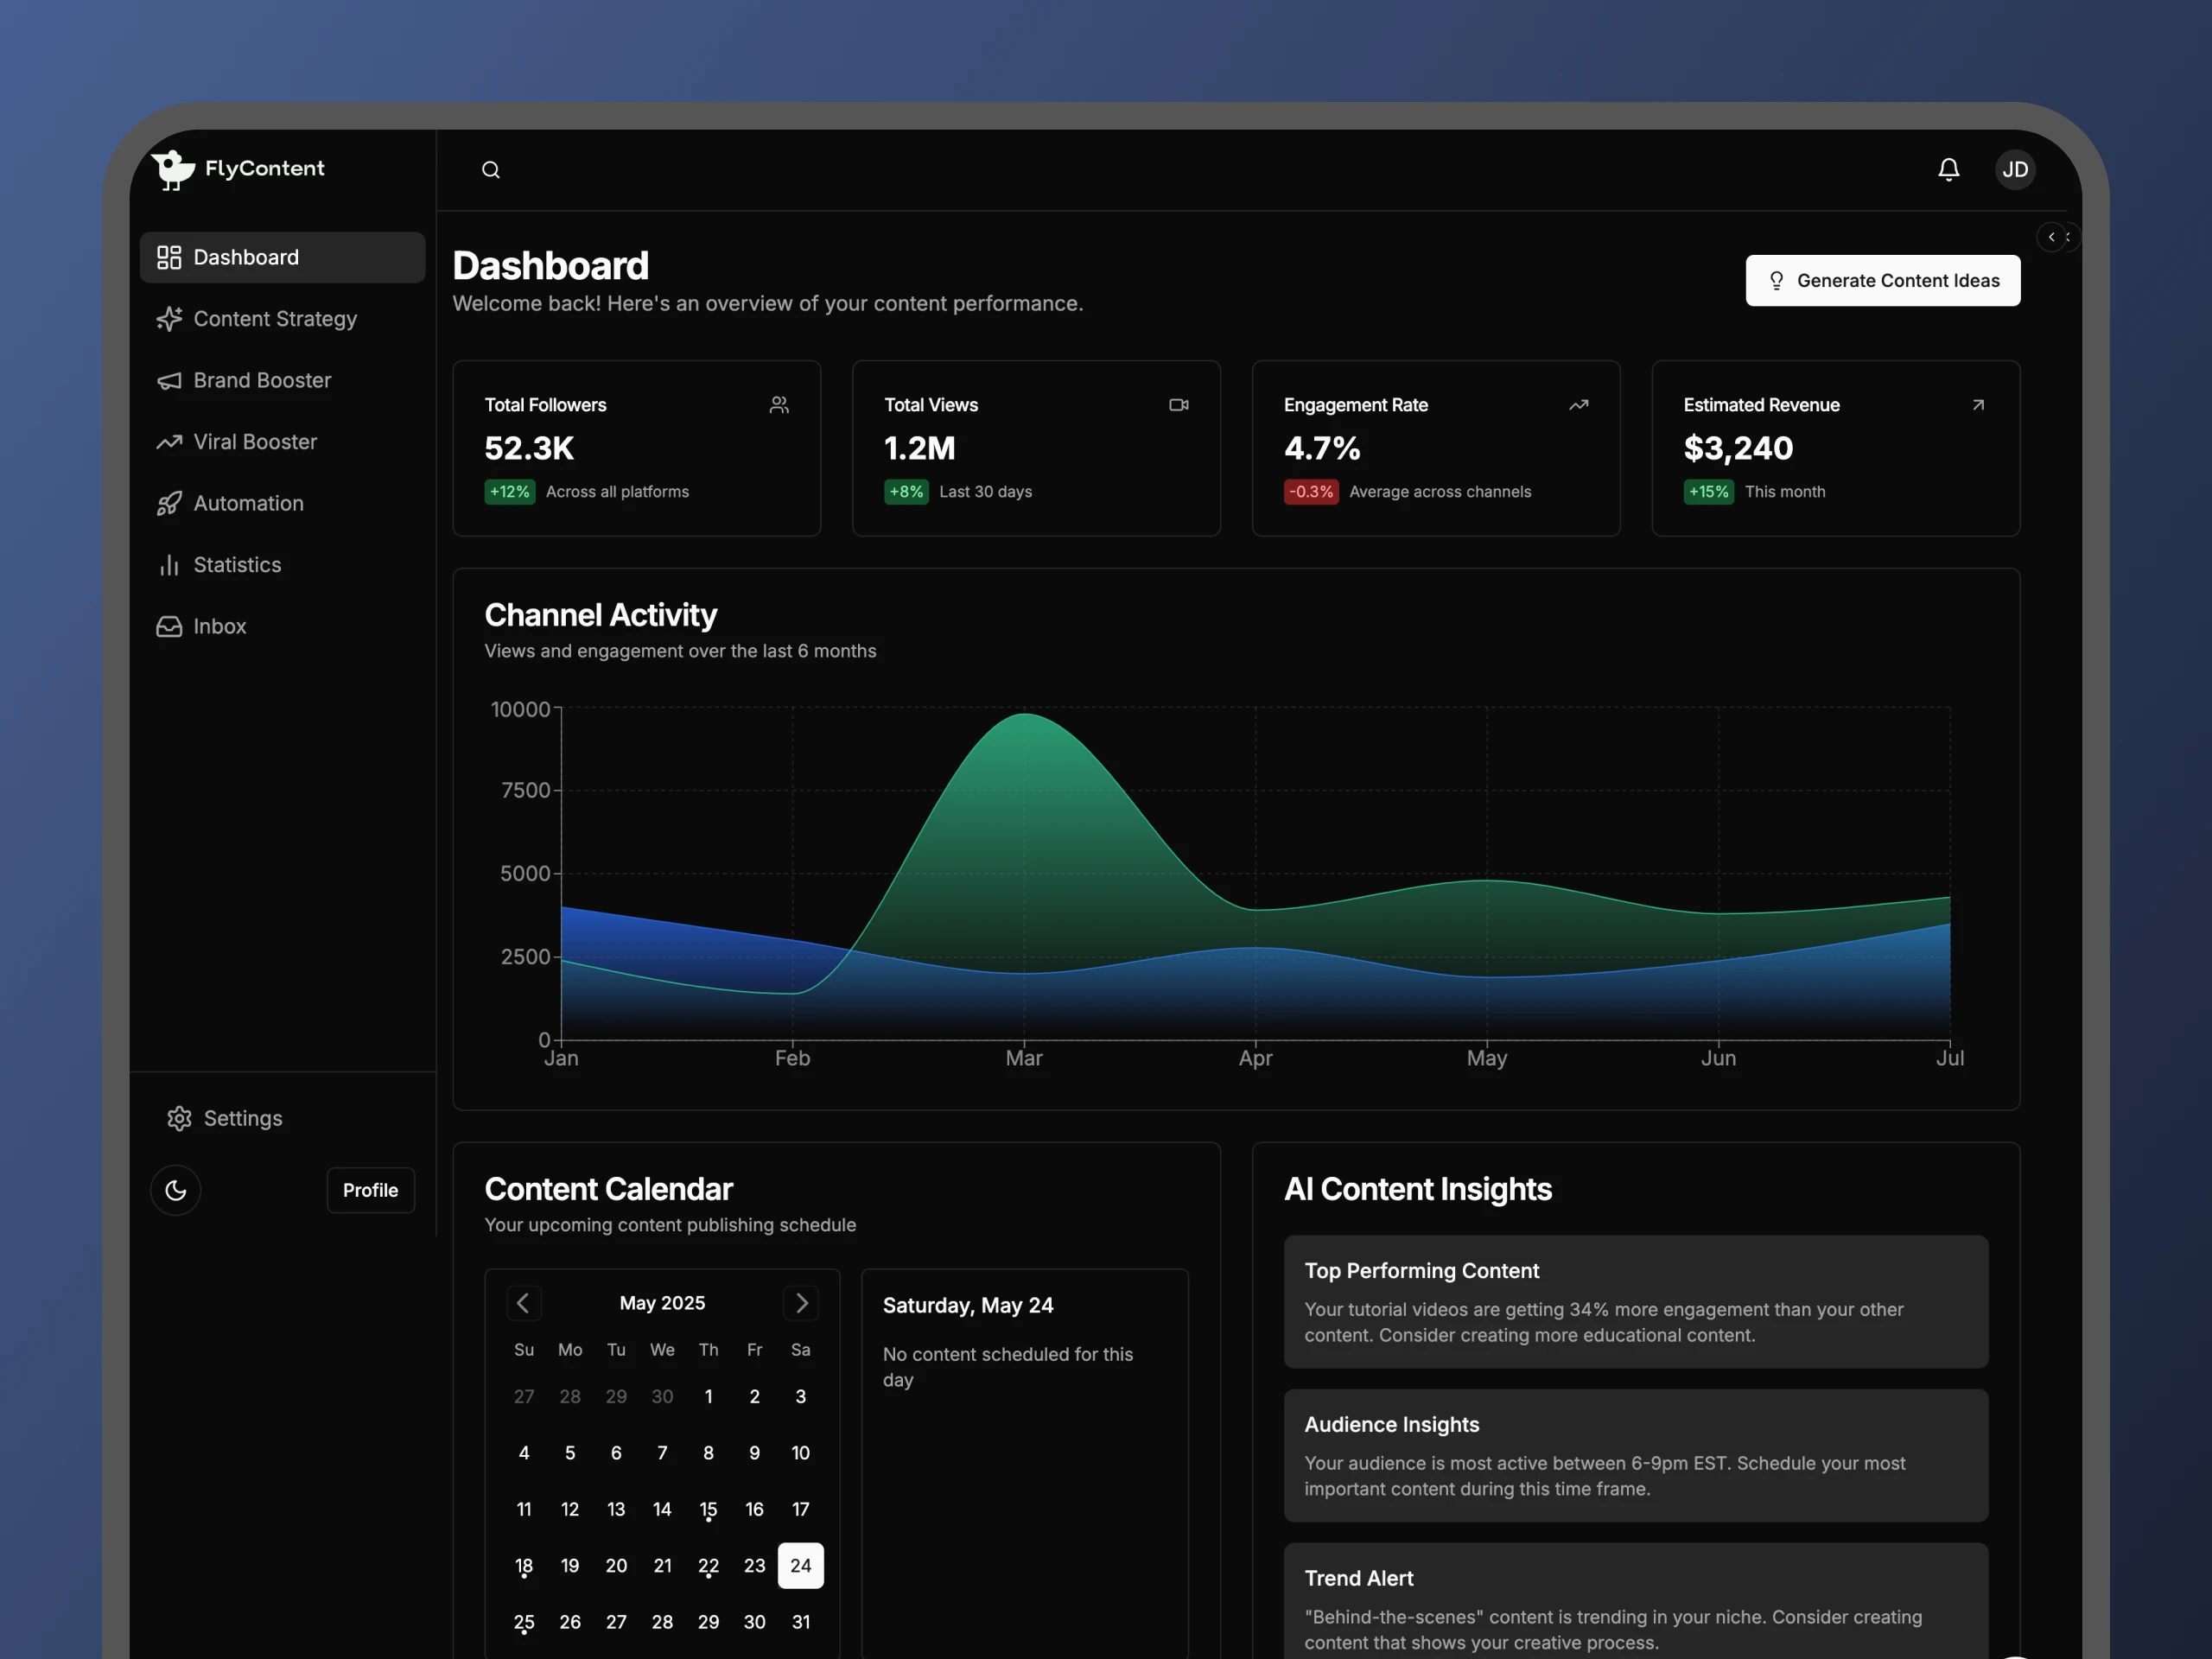 FlyContent
JD
Dashboard
Content Strategy
Brand Booster
Viral Booster
Automation
Statistics
Inbox
Settings
Profile
Dashboard
Welcome back! Here's an overview of your content performance.
Generate Content Ideas
Total Followers
52.3K
+12% Across all platforms
Total Views
1.2M
+8% Last 30 days
Engagement Rate
4.7%
-0.3% Average across channels
Estimated Revenue
$3,240
+15% This month
Channel Activity
Views and engagement over the last 6 months
10000
7500
5000
2500
0
Jan Feb Mar Apr May Jun Jul
Content Calendar
Your upcoming content publishing schedule
May 2025
Su Mo Tu We Th Fr Sa
27 28 29 30 1 2 3
4 5 6 7 8 9 10
11 12 13 14 15 16 17
18 19 20 21 22 23 24
25 26 27 28 29 30 31
Saturday, May 24
No content scheduled for this
day
AI Content Insights
Top Performing Content
Your tutorial videos are getting 34% more engagement than your other
content. Consider creating more educational content.
Audience Insights
Your audience is most active between 6-9pm EST. Schedule your most
important content during this time frame.
Trend Alert
"Behind-the-scenes" content is trending in your niche. Consider creating
content that shows your creative process.